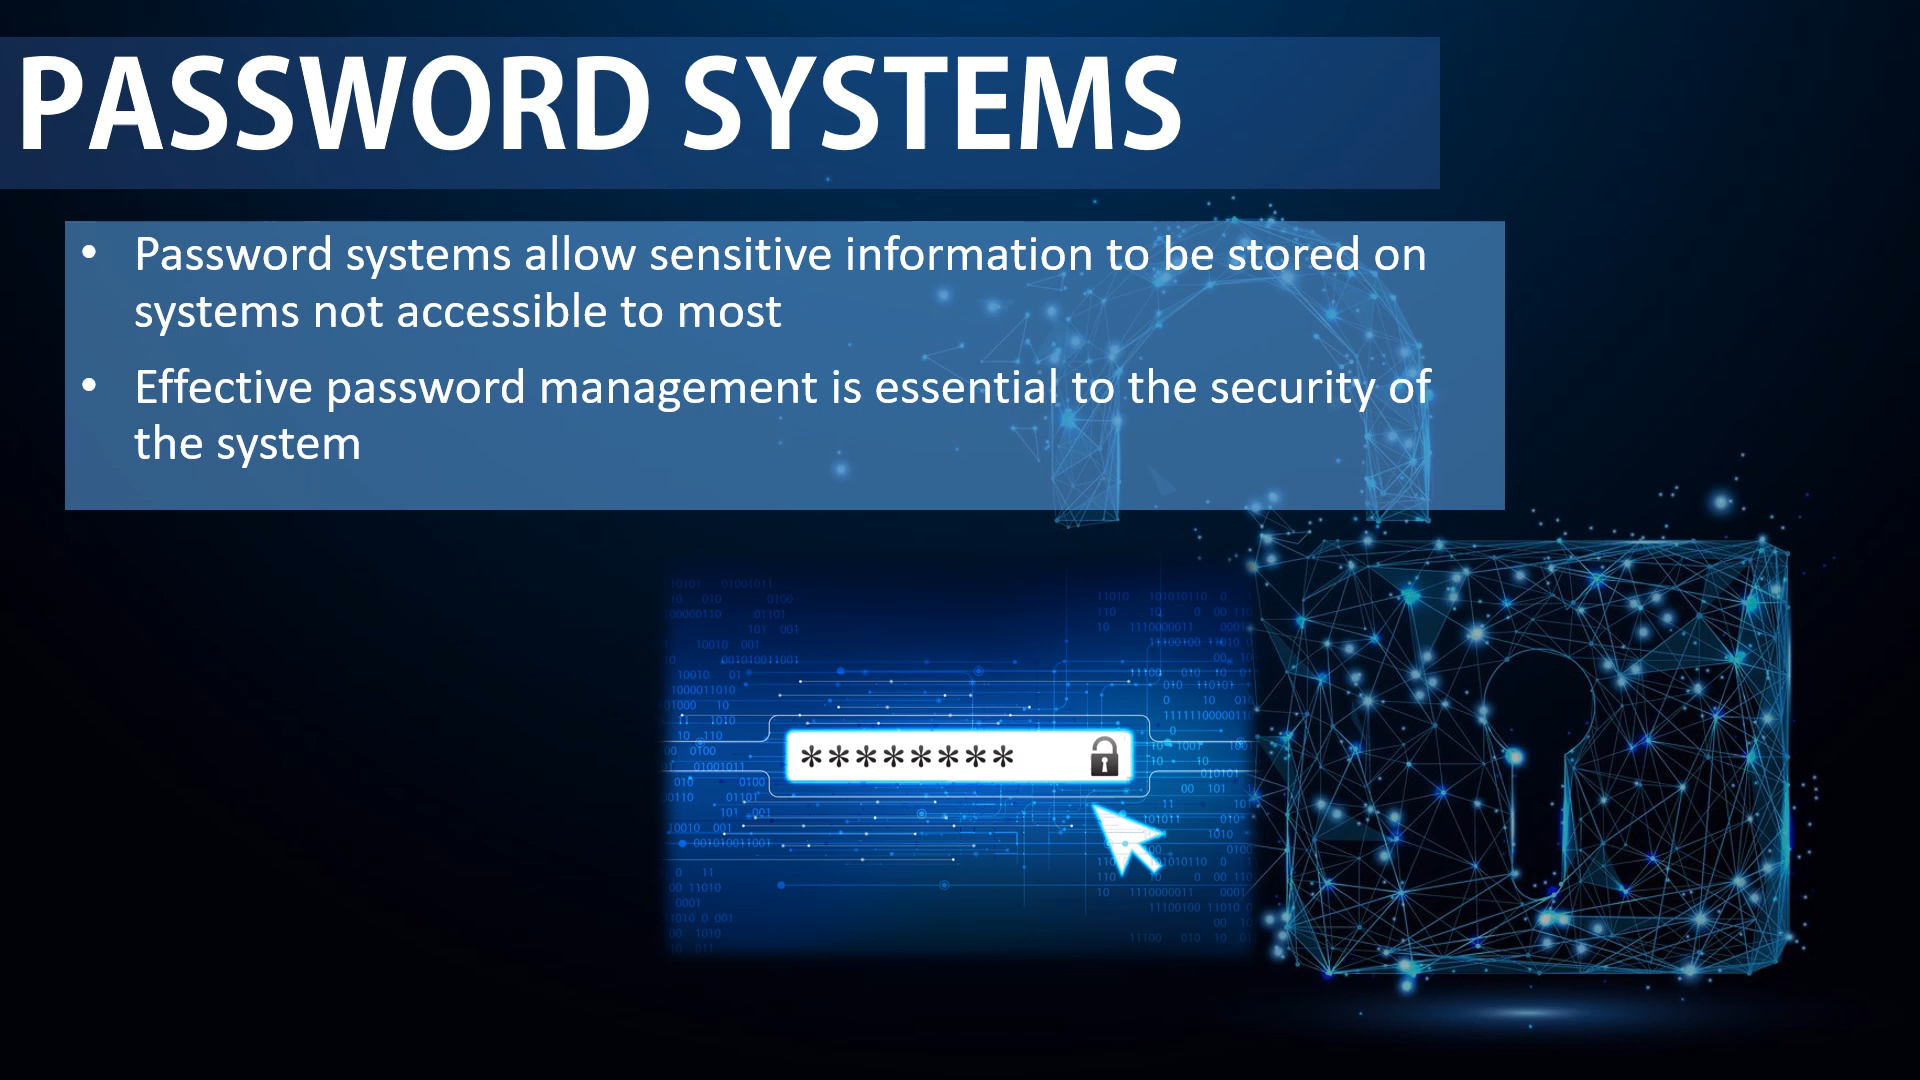 PASSWORD SYSTEMS
• Password systems allow sensitive information to be stored on
systems not accessible to most
• Effective password management is essential to the security of
the system
********